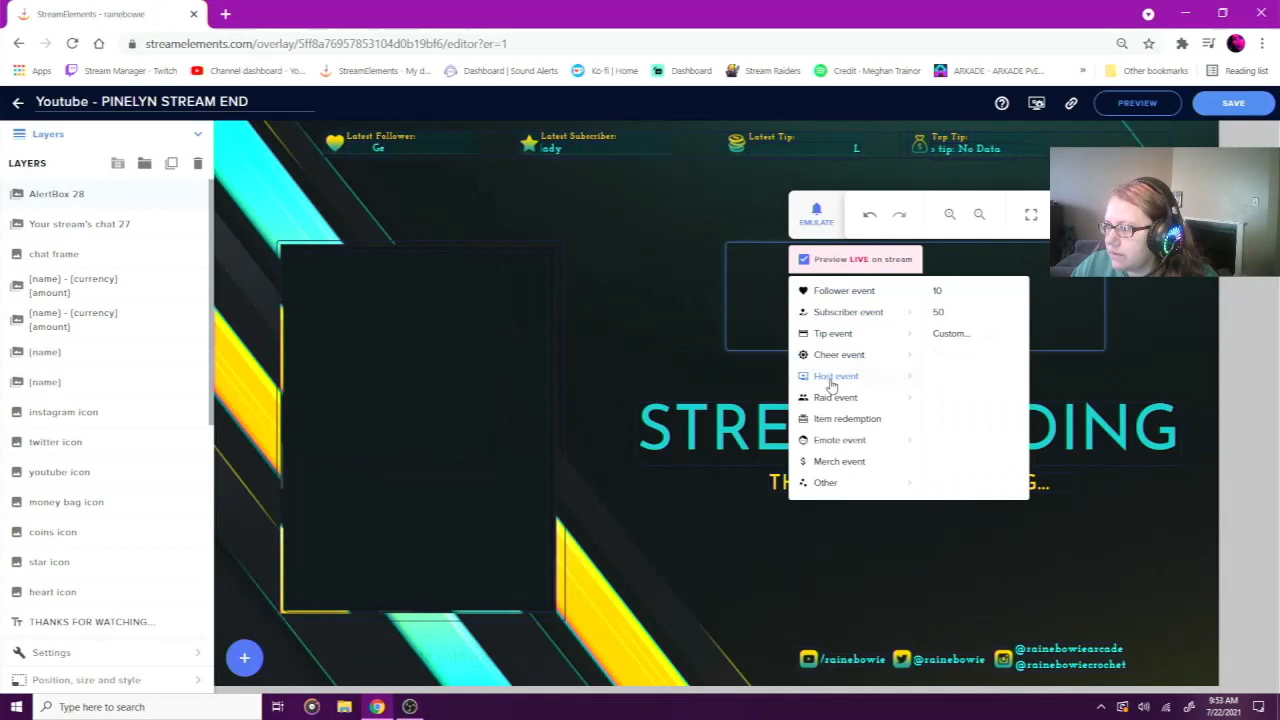 StreamElements - rainebowie
streamelements.com/overlay/5ff8a76957853104d0b19bf6/editor?er=1
Apps
Stream Manager - Twitch
Channel dashboard - Yo...
StreamElements - My d...
Dashboard | Sound Alerts
Ko-fi | Home
Dashboard
Stream Raiders
Credit - Meghan Trainor
ARKADE - ARKADE PvE...
»
Other bookmarks
Reading list
Youtube - PINELYN STREAM END
PREVIEW
SAVE
Layers
LAYERS
AlertBox 28
Your stream's chat 27
chat frame
{name} - {currency}
{amount}
{name} - {currency}
{amount}
{name}
{name}
instagram icon
twitter icon
youtube icon
money bag icon
coins icon
star icon
heart icon
THANKS FOR WATCHING...
Settings
Position, size and style
Latest Follower:
Ge
Latest Subscriber:
ady
Latest Tip:
L
Top Tip:
tip: No Data
EMULATE
Preview LIVE on stream
Follower event
Subscriber event
Tip event
Cheer event
Host event
Raid event
Item redemption
Emote event
Merch event
Other
10
50
Custom...
STRE DING
TH G...
/rainebowie
@rainebowie
@rainebowiearcade
@rainebowiecrochet
Type here to search
9:53 AM
7/22/2021